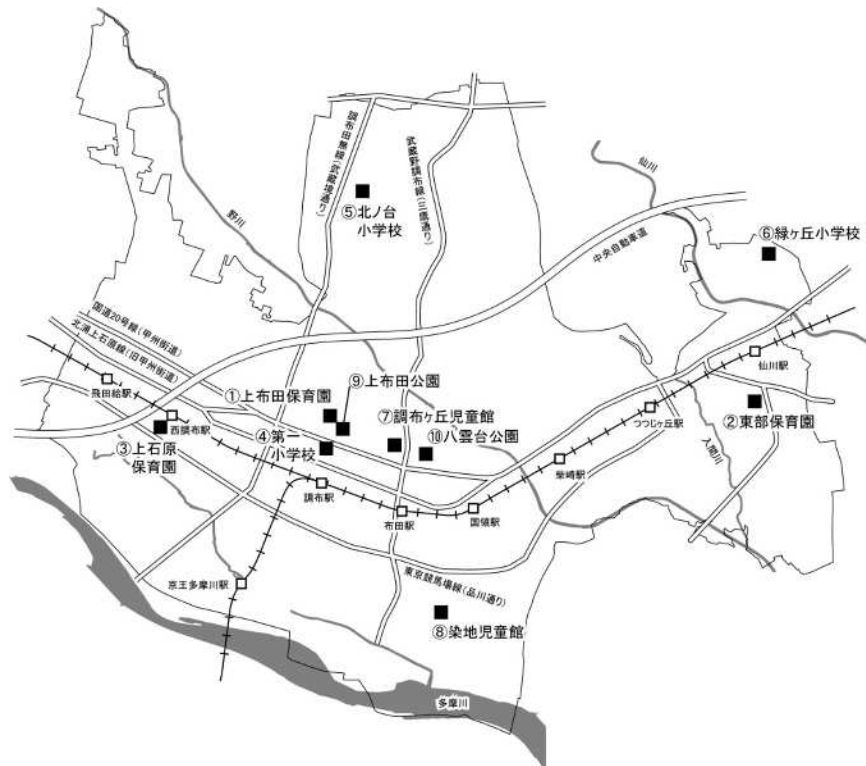 仙川
調布田無線(武蔵境通り)
武蔵野調布線(三鷹通り)
⑤北ノ台
小学校
野川
⑥緑ヶ丘小学校
中央自動車道
国道20号線(甲州街道)
北浦上石原線(旧甲州街道)
仙川駅
飛田給駅
①上布田保育園
⑨上布田公園
西調布駅
⑦調布ヶ丘児童館
つつじヶ丘駅
②東部保育園
③上石原
保育園
④第一
小学校
⑩八雲台公園
入間川
柴崎駅
調布駅
布田駅
国領駅
京王多摩川駅
東京競馬場線(品川通り)
⑧染地児童館
多摩川